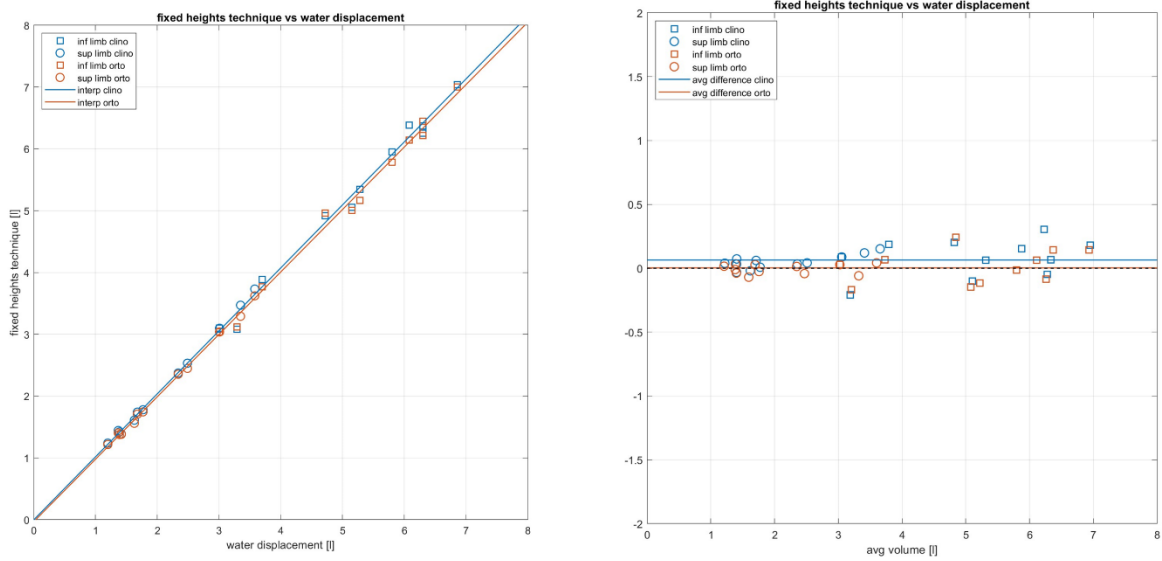 fixed heights technique vs water displacement
inf limb clino
sup limb clino
inf limb orto
sup limb orto
interp clino
interp orto
8
7
6
5
4
3
2
1
0
fixed heights technique [l]
0 1 2 3 4 5 6 7 8
water displacement [l]
fixed heights technique vs water displacement
inf limb clino
sup limb clino
inf limb orto
sup limb orto
avg difference clino
avg difference orto
2
1.5
1
0.5
0
-0.5
-1
-1.5
-2
0 1 2 3 4 5 6 7 8
avg volume [l]